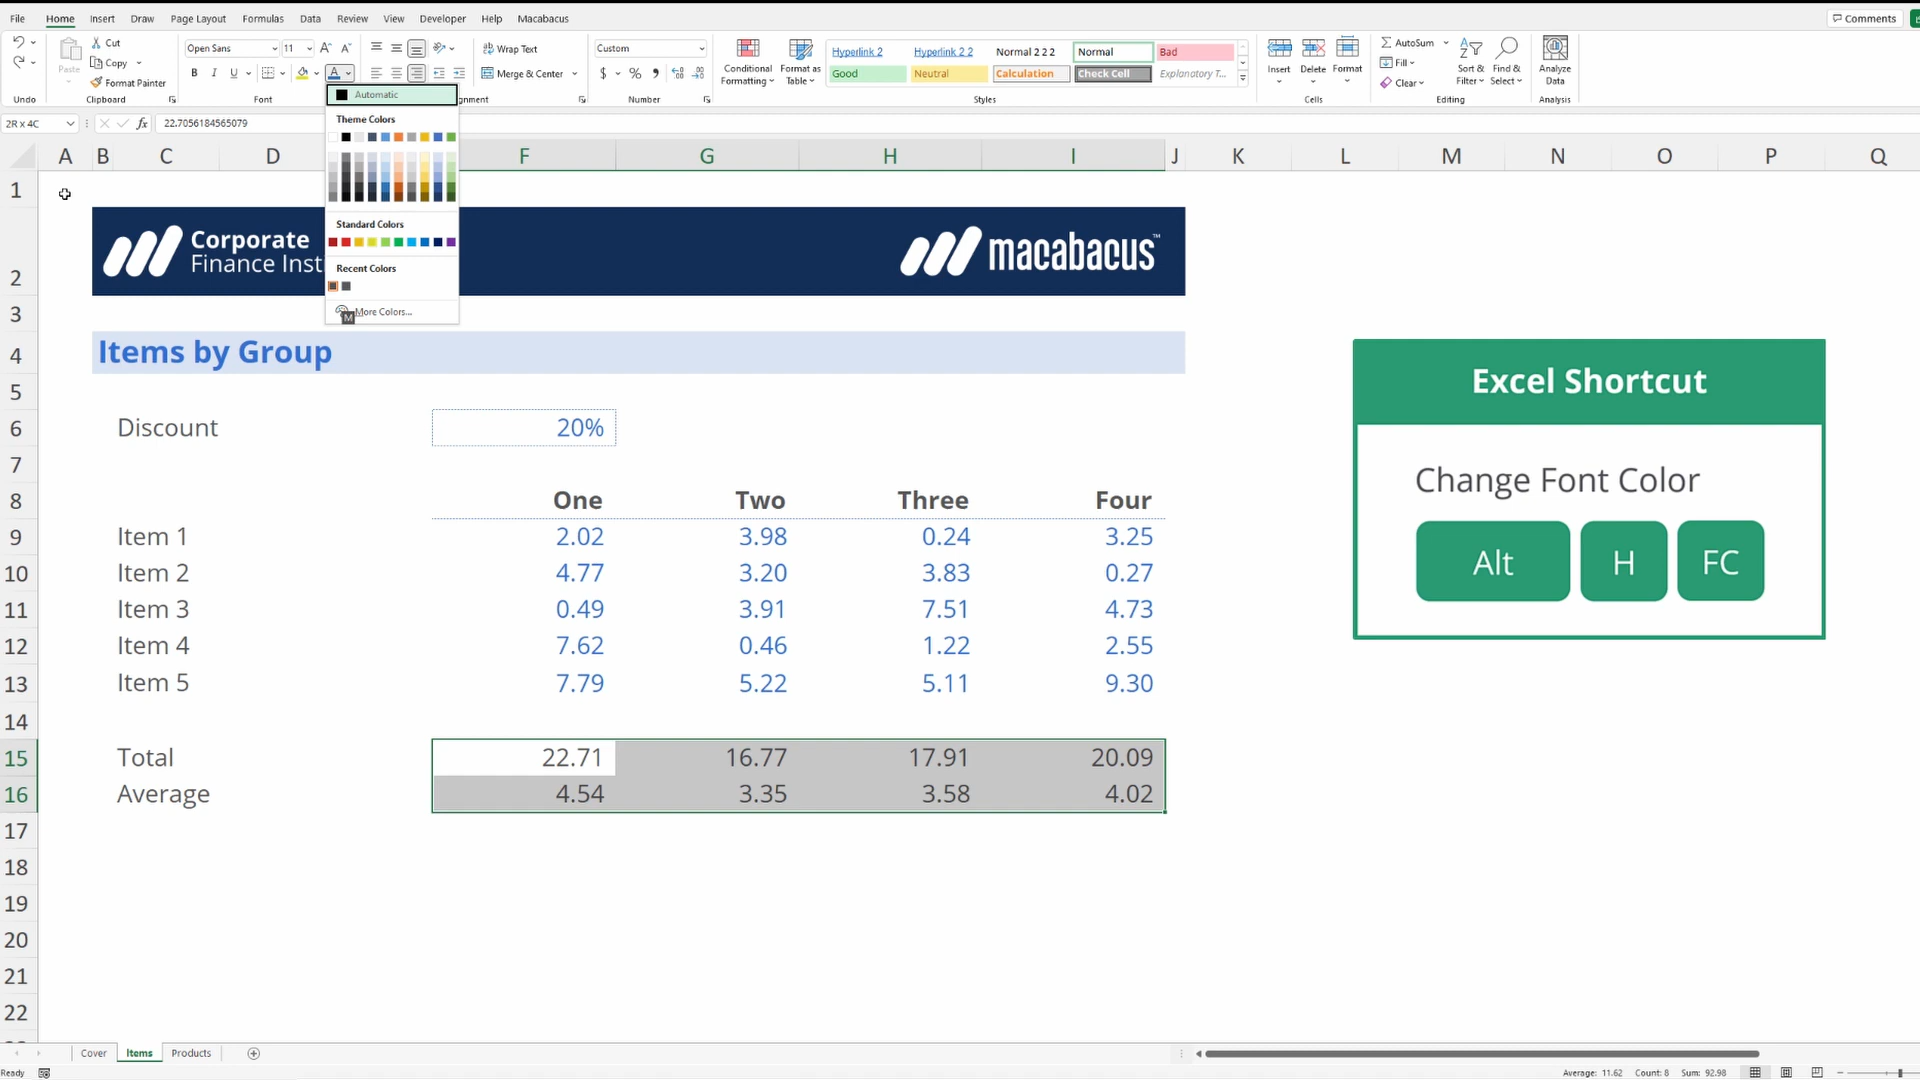 File Home Insert Draw Page Layout Formulas Data Review View Developer Help Macabacus Comments
Cut
Copy
Format Painter
Paste
Undo Clipboard
Open Sans 11
B I U
Font
Wrap Text
Merge & Center
gnment
Custom
$ % 9
Number
Conditional Formatting
Format as Table
Hyperlink 2 Hyperlink 2 2 Normal 2 2 2 Normal Bad
Good Neutral Calculation Check Cell Explanatory T...
Styles
Insert Delete Format
Cells
AutoSum
Fill
Clear
Sort & Filter
Find & Select
Editing
Analyze Data
Analysis
2R x 4C fx 22.7056184565079
Automatic
Theme Colors
Standard Colors
Recent Colors
M More Colors...
A B C D F G H I J K L M N O P Q
1
2
3
4
5
6
7
8
9
10
11
12
13
14
15
16
17
18
19
20
21
22
Corporate
Finance Inst
macabacus™
Items by Group
Discount 20%
One Two Three Four
Item 1 2.02 3.98 0.24 3.25
Item 2 4.77 3.20 3.83 0.27
Item 3 0.49 3.91 7.51 4.73
Item 4 7.62 0.46 1.22 2.55
Item 5 7.79 5.22 5.11 9.30
Total 22.71 16.77 17.91 20.09
Average 4.54 3.35 3.58 4.02
Excel Shortcut
Change Font Color
Alt H FC
Cover Items Products
Ready
Average: 11.62 Count: 8 Sum: 92.98